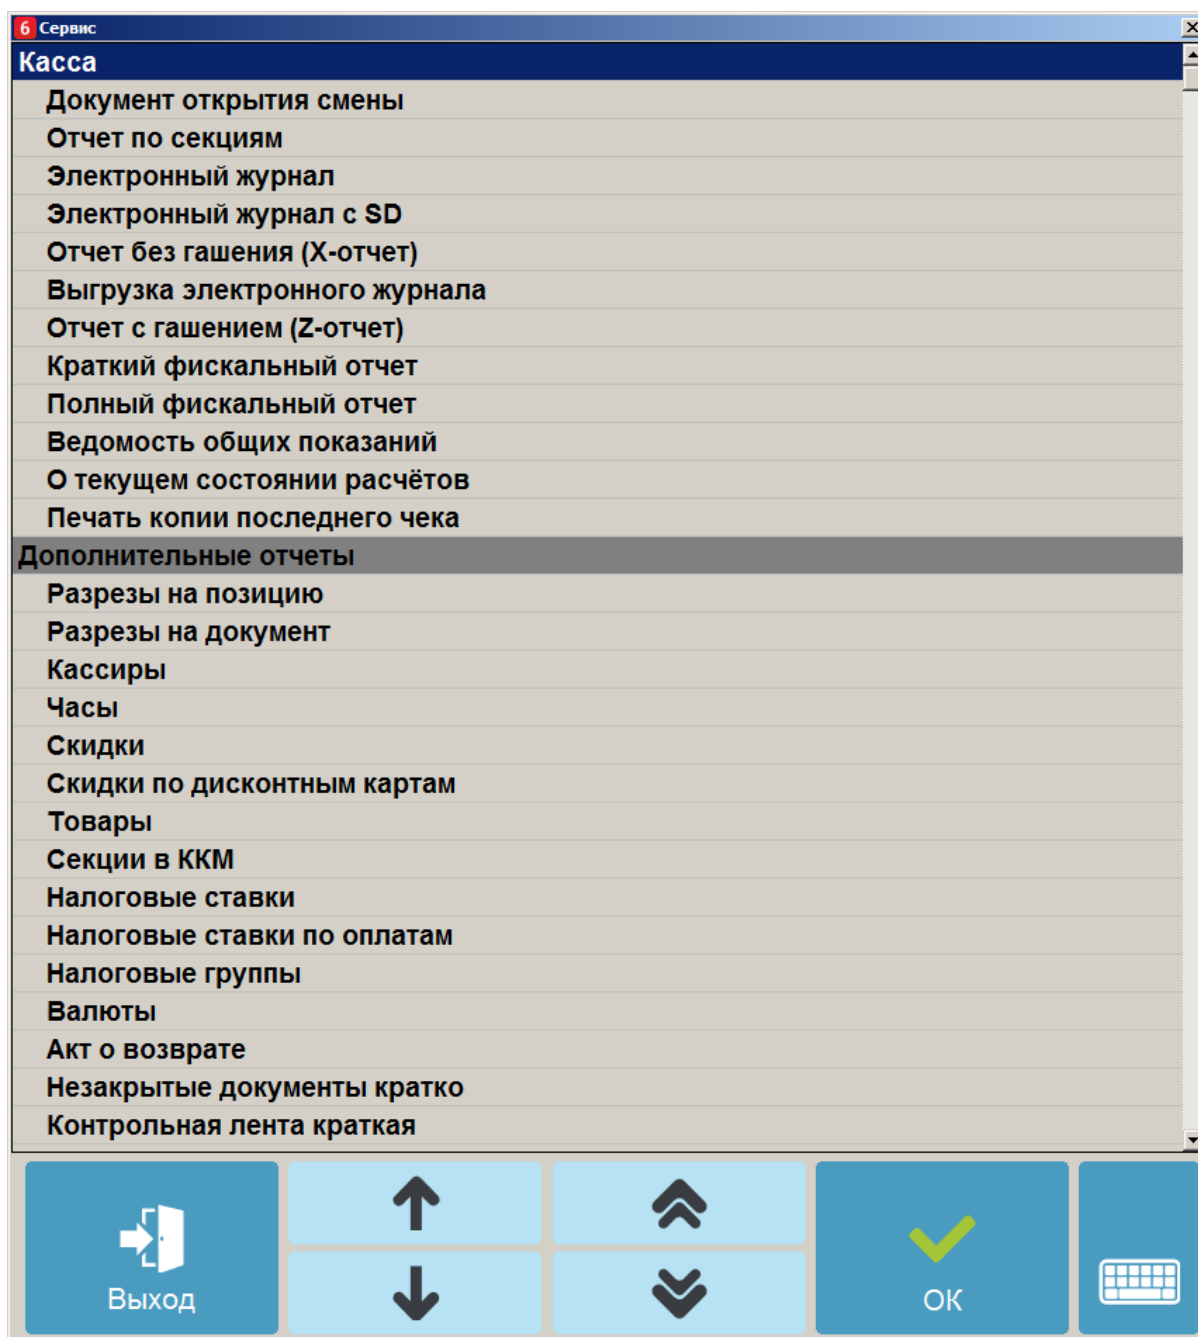 6 Сервис
Касса
Документ открытия смены
Отчет по секциям
Электронный журнал
Электронный журнал с SD
Отчет без гашения (X-отчет)
Выгрузка электронного журнала
Отчет с гашением (Z-отчет)
Краткий фискальный отчет
Полный фискальный отчет
Ведомость общих показаний
О текущем состоянии расчётов
Печать копии последнего чека
Дополнительные отчеты
Разрезы на позицию
Разрезы на документ
Кассиры
Часы
Скидки
Скидки по дисконтным картам
Товары
Секции в ККМ
Налоговые ставки
Налоговые ставки по оплатам
Налоговые группы
Валюты
Акт о возврате
Незакрытые документы кратко
Контрольная лента краткая
Выход
ОК